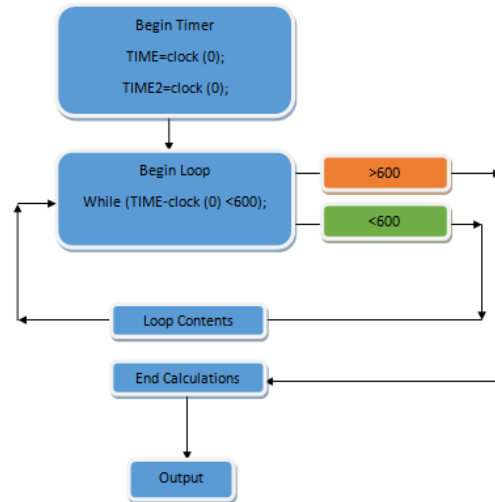 Begin Timer
TIME=clock (0);
TIME2=clock (0);
Begin Loop
While (TIME-clock (0) <600);
>600
<600
Loop Contents
End Calculations
Output